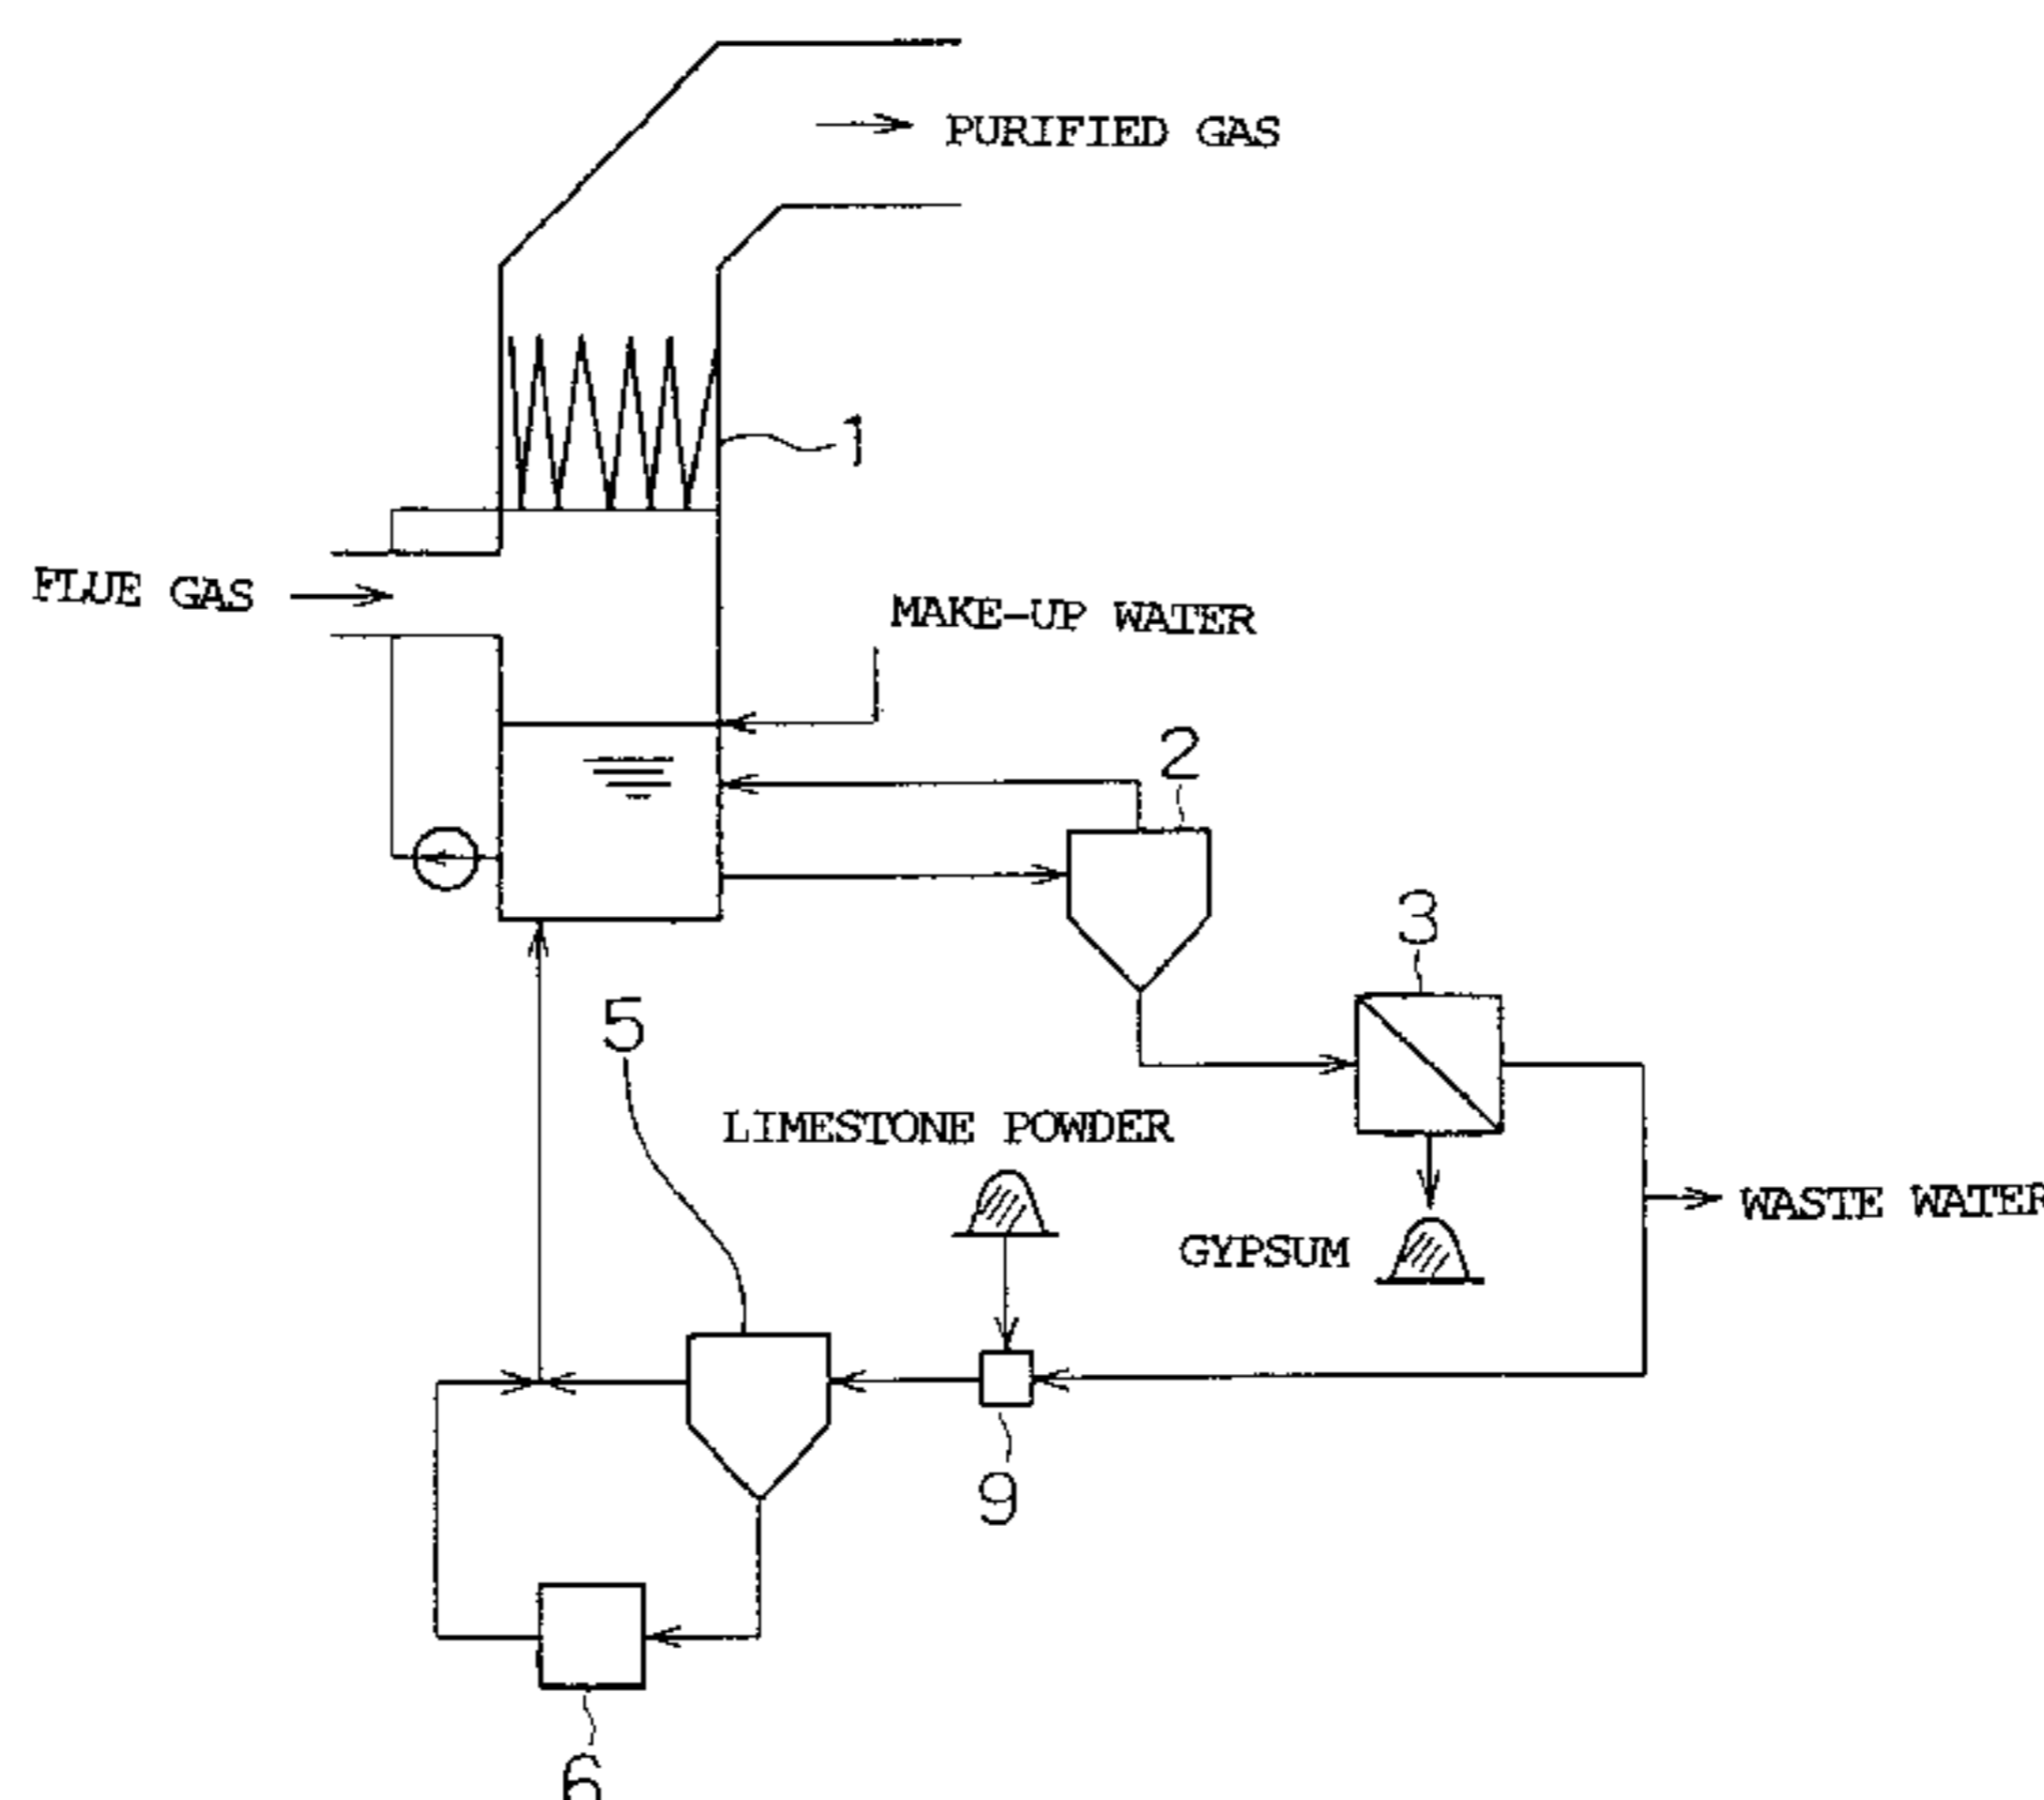 PURIFIED GAS
1
FLUE GAS
MAKE-UP WATER
2
3
5
LIMESTONE POWDER
WASTE WATER
GYPSUM
9
6